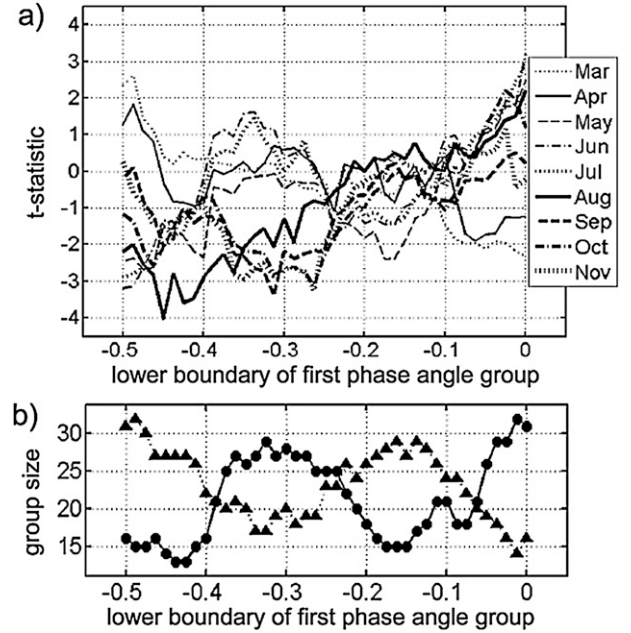 a)
4
3
2
1
0
-1
-2
-3
-4
t-statistic
Mar
Apr
May
Jun
Jul
Aug
Sep
Oct
Nov
-0.5 -0.4 -0.3 -0.2 -0.1 0
lower boundary of first phase angle group
b)
30
25
20
15
group size
-0.5 -0.4 -0.3 -0.2 -0.1 0
lower boundary of first phase angle group